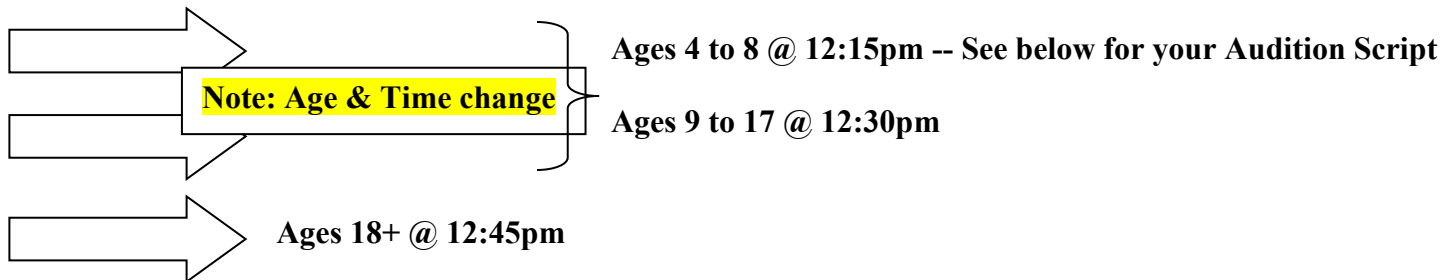 Ages 4 to 8 @ 12:15pm -- See below for your Audition Script
Note: Age & Time change
Ages 9 to 17 @ 12:30pm
Ages 18+ @ 12:45pm